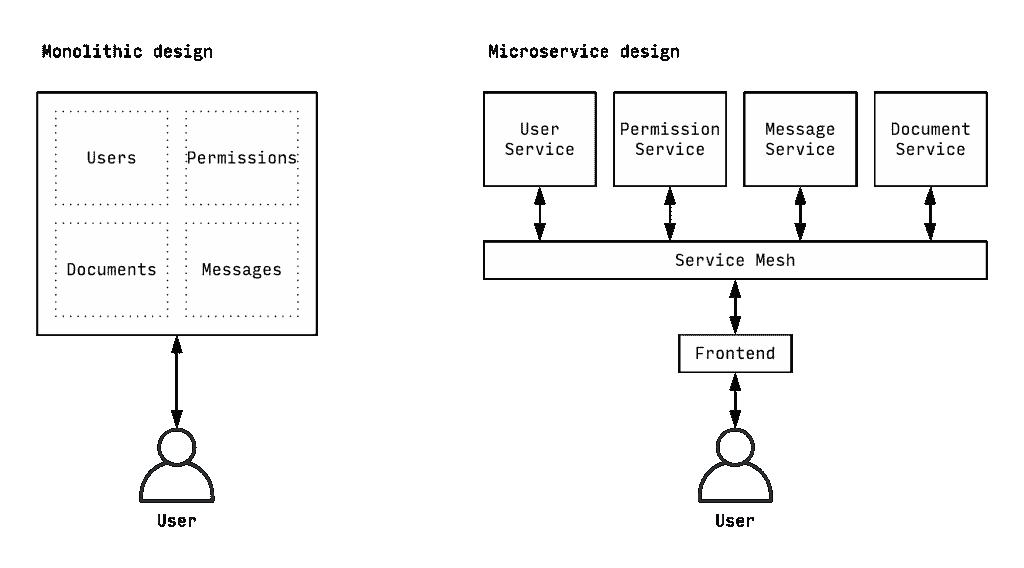 Monolithic design
Users
Permissions
Documents
Messages
User
Microservice design
User
Service
Permission
Service
Message
Service
Document
Service
Service Mesh
Frontend
User